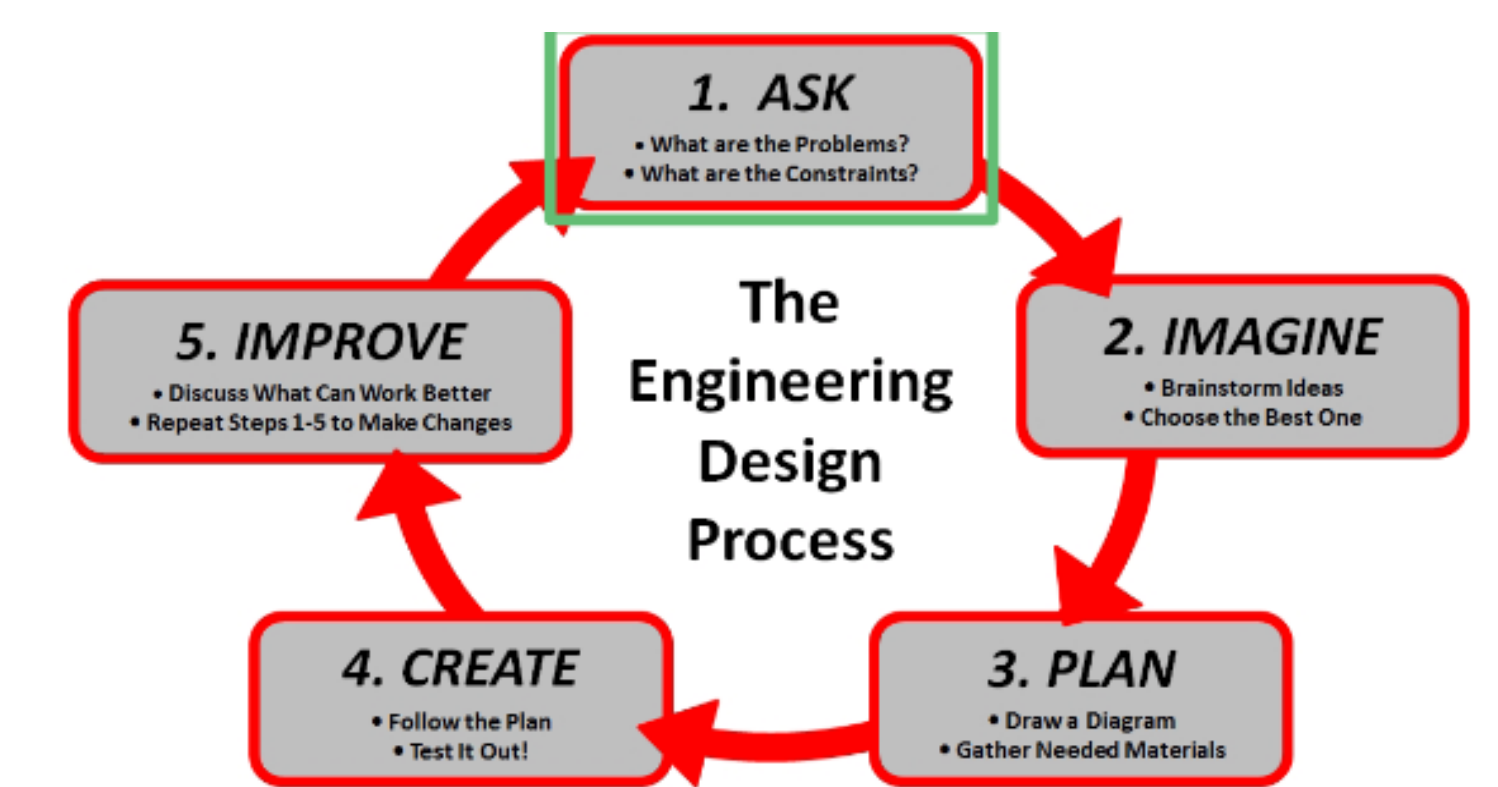 1. ASK
• What are the Problems?
• What are the Constraints?
The
Engineering
Design
Process
2. IMAGINE
• Brainstorm Ideas
• Choose the Best One
3. PLAN
• Draw a Diagram
• Gather Needed Materials
4. CREATE
• Follow the Plan
• Test It Out!
5. IMPROVE
• Discuss What Can Work Better
• Repeat Steps 1-5 to Make Changes